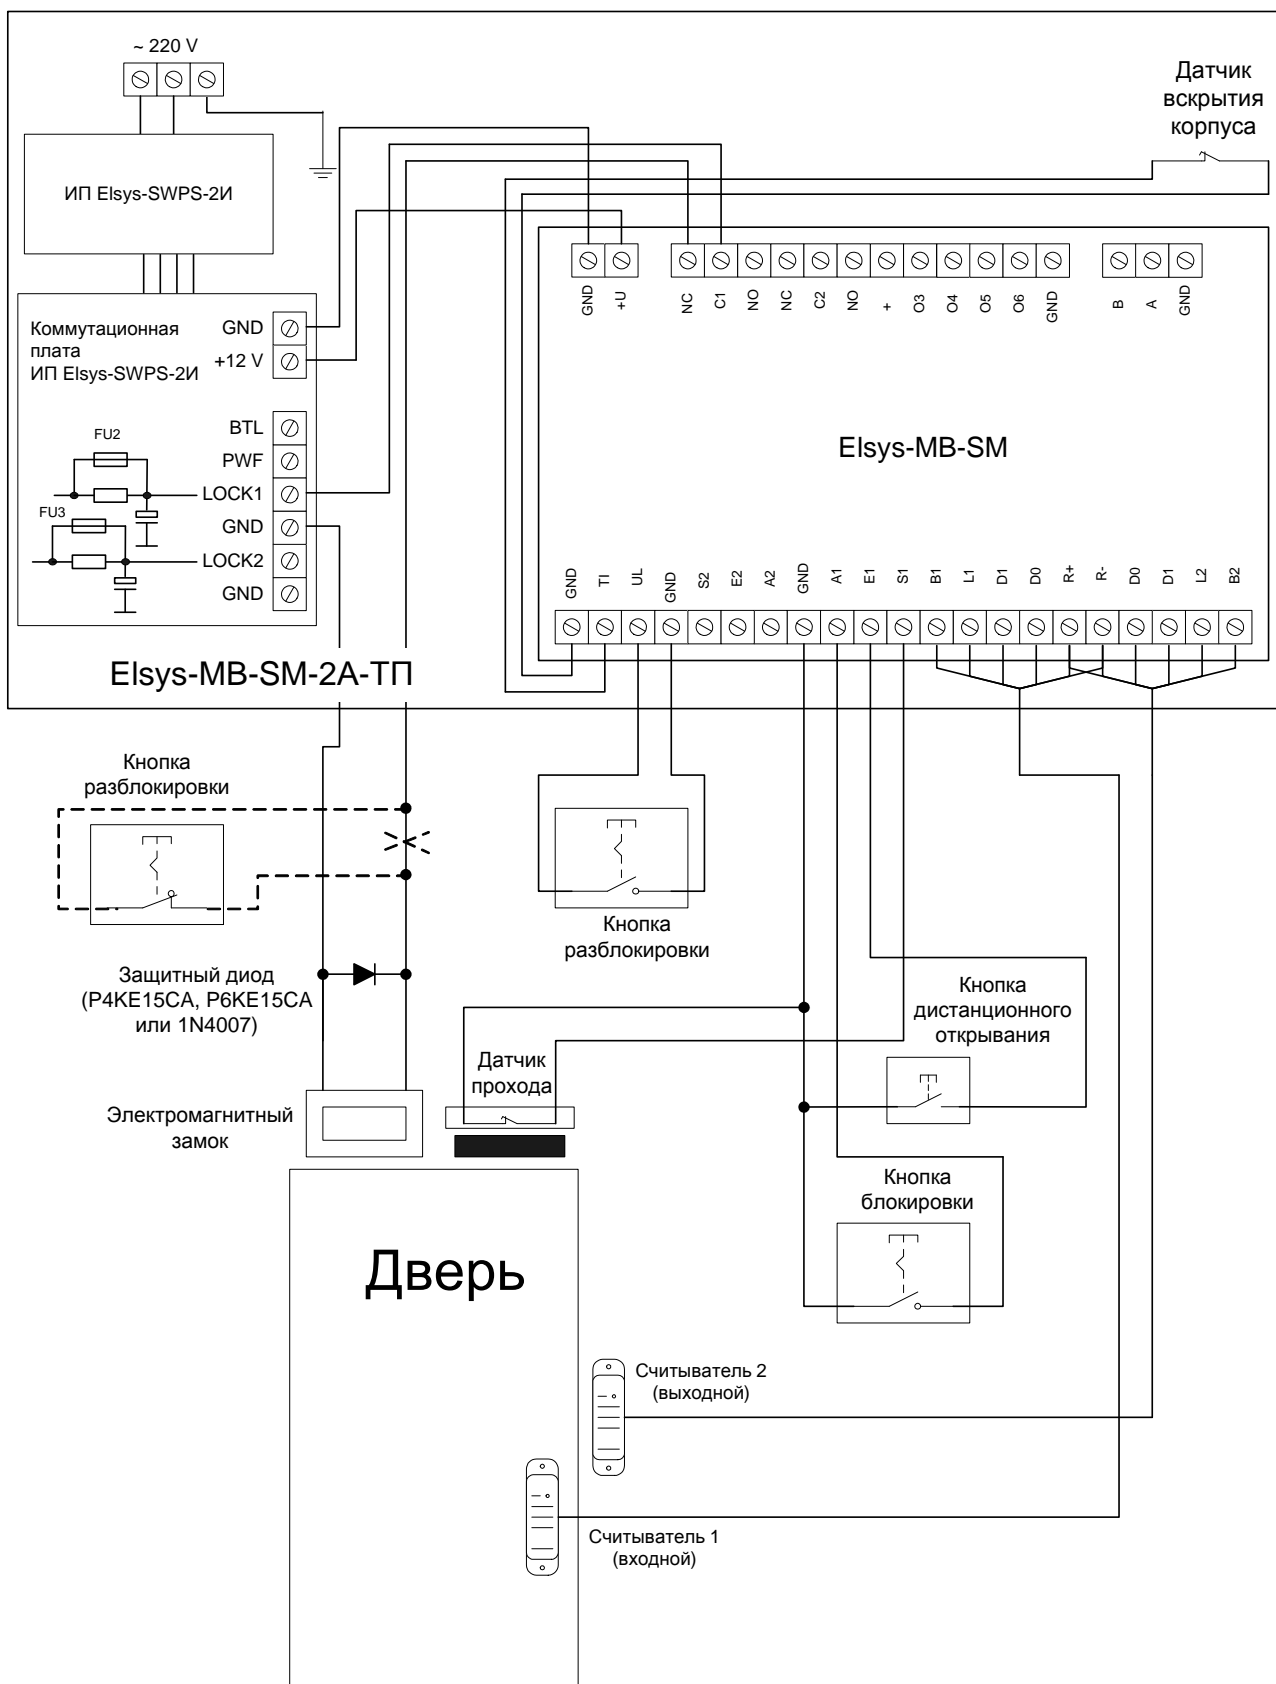 ~ 220 V
Датчик
вскрытия
корпуса
ИП Elsys-SWPS-2И
GND
+U
NC
C1
NO
NC
C2
NO
+
O3
O4
O5
O6
GND
B
A
GND
Коммутационная
плата
ИП Elsys-SWPS-2И
GND
+12 V
BTL
PWF
LOCK1
GND
LOCK2
GND
FU2
FU3
Elsys-MB-SM
GND
TI
UL
GND
S2
E2
A2
GND
A1
E1
S1
B1
L1
D1
D0
R+
R-
D0
D1
L2
B2
Elsys-MB-SM-2A-ТП
Кнопка
разблокировки
Кнопка
разблокировки
Защитный диод
(P4KE15CA, P6KE15CA
или 1N4007)
Кнопка
дистанционного
открывания
Датчик
прохода
Электромагнитный
замок
Кнопка
блокировки
Дверь
Считыватель 2
(выходной)
Считыватель 1
(входной)